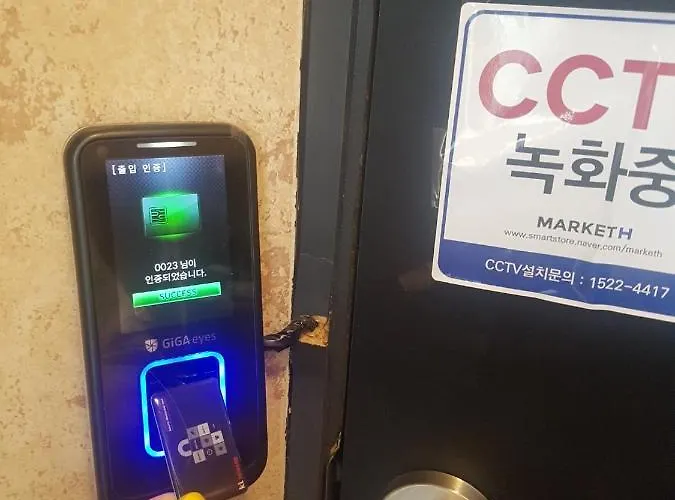 [출입 인증]
0023 님이
인증되었습니다.
SUCCESS
GiGA eyes
CCT
녹화중
MARKETH
www.smartstore.naver.com/marketh
CCTV설치문의 : 1522-4417